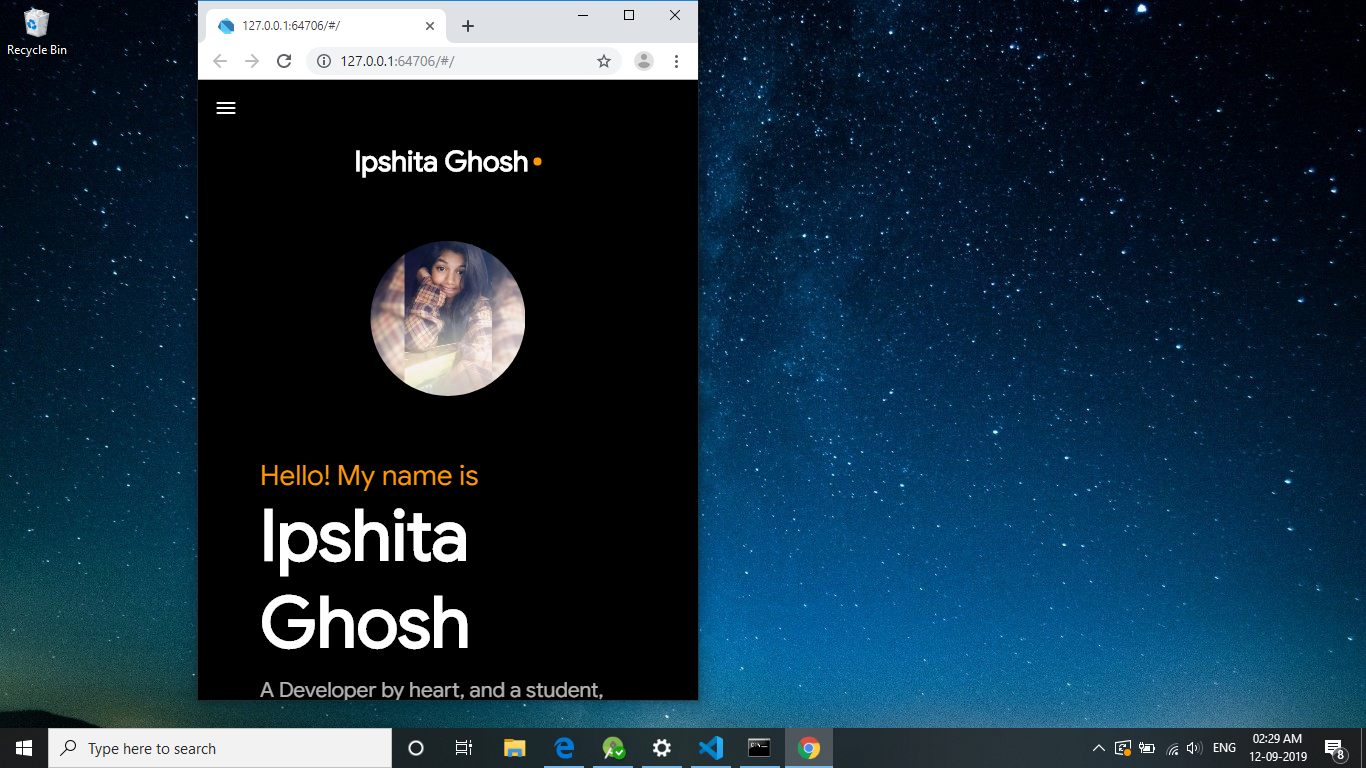 Recycle Bin
127.0.0.1:64706/#/
127.0.0.1:64706/#/
Ipshita Ghosh
Hello! My name is
Ipshita
Ghosh
A Developer by heart, and a student,
Type here to search
ENG
02:29 AM
12-09-2019
8